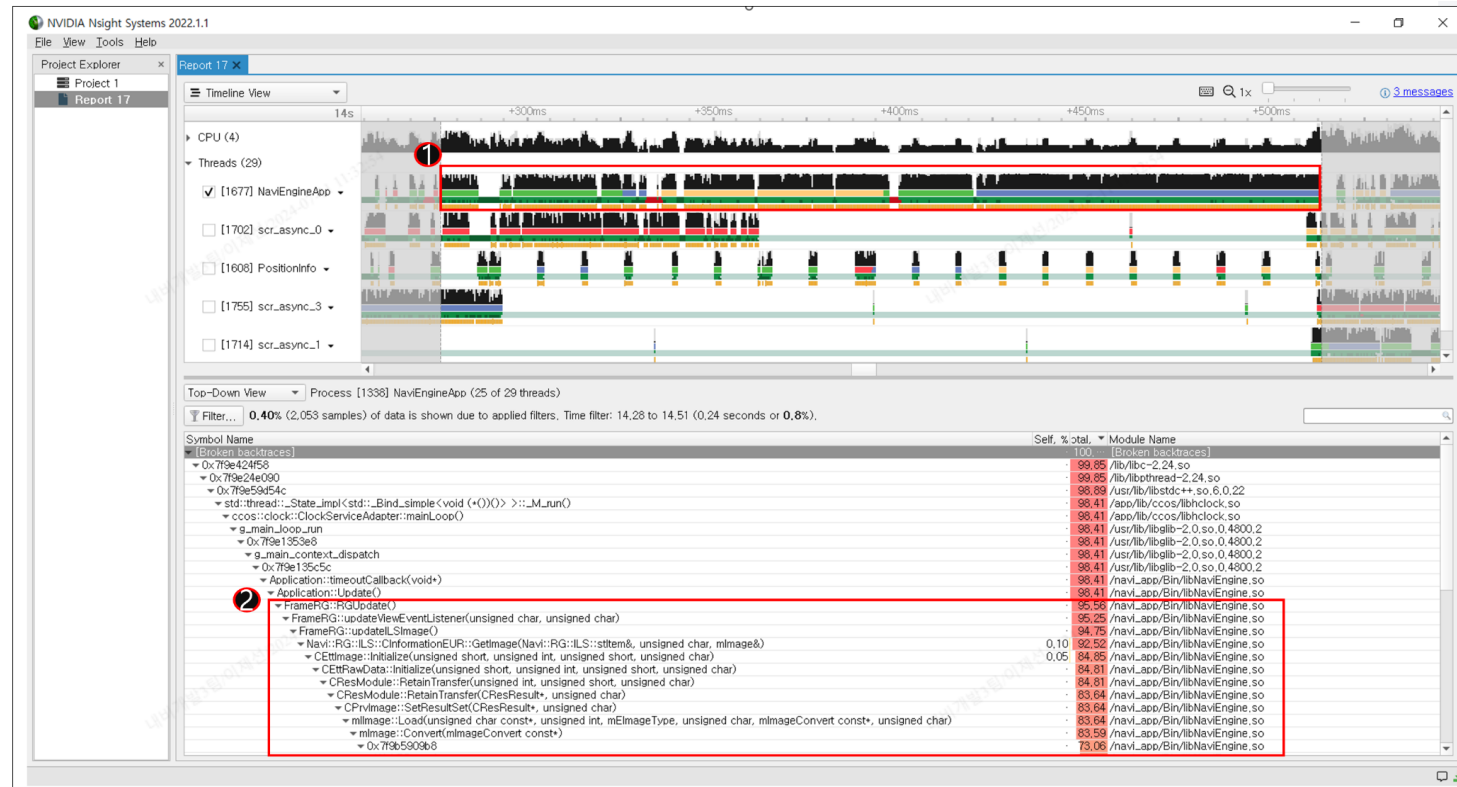 NVIDIA Nsight Systems 2022.1.1
File View Tools Help
Project Explorer ×
Project 1
Report 17
Report 17 ×
Timeline View
1x
3 messages
14s +300ms +350ms +400ms +450ms +500ms
CPU (4)
1
Threads (29)
[1677] NaviEngineApp
[1702] scr_async_0
[1608] PositionInfo
[1755] scr_async_3
[1714] scr_async_1
Top-Down View Process [1338] NaviEngineApp (25 of 29 threads)
Filter... 0.40% (2,053 samples) of data is shown due to applied filters. Time filter: 14.28 to 14.51 (0.24 seconds or 0.8%).
Symbol Name Self, % otal, Module Name
[Broken backtraces] 100,... [Broken backtraces]
0x7f9e424f58 99,85 /lib/libc-2,24,so
0x7f9e24e090 99,85 /lib/libpthread-2,24,so
0x7f9e59d54c 98,89 /usr/lib/libstdc++,so,6,0,22
std::thread::_State_impl<std::_Bind_simple<void (*())()> >::_M_run() 98,41 /app/lib/ccos/libhclock,so
ccos::clock::ClockServiceAdapter::mainLoop() 98,41 /app/lib/ccos/libhclock,so
g_main_loop_run 98,41 /usr/lib/libglib-2,0,so,0,4800,2
0x7f9e1353e8 98,41 /usr/lib/libglib-2,0,so,0,4800,2
g_main_context_dispatch 98,41 /usr/lib/libglib-2,0,so,0,4800,2
0x7f9e135c5c 98,41 /usr/lib/libglib-2,0,so,0,4800,2
Application::timeoutCallback(void*) 98,41 /navi_app/Bin/libNaviEngine,so
Application::Update() 98,41 /navi_app/Bin/libNaviEngine,so
2
FrameRG::RGUpdate() 95,56 /navi_app/Bin/libNaviEngine,so
FrameRG::updateViewEventListener(unsigned char, unsigned char) 95,25 /navi_app/Bin/libNaviEngine,so
FrameRG::updateILSImage() 94,75 /navi_app/Bin/libNaviEngine,so
Navi::RG::ILS::CInformationEUR::GetImage(Navi::RG::ILS::stItem&, unsigned char, mImage&) 0,10 92,52 /navi_app/Bin/libNaviEngine,so
CEttImage::Initialize(unsigned short, unsigned int, unsigned short, unsigned char) 0,05 84,85 /navi_app/Bin/libNaviEngine,so
CEttRawData::Initialize(unsigned short, unsigned int, unsigned short, unsigned char) 84,81 /navi_app/Bin/libNaviEngine,so
CResModule::RetainTransfer(unsigned int, unsigned short, unsigned char) 84,81 /navi_app/Bin/libNaviEngine,so
CResModule::RetainTransfer(CResResult*, unsigned char) 83,64 /navi_app/Bin/libNaviEngine,so
CPrvImage::SetResultSet(CResResult*, unsigned char) 83,64 /navi_app/Bin/libNaviEngine,so
mImage::Load(unsigned char const*, unsigned int, mEImageType, unsigned char, mImageConvert const*, unsigned char) 83,64 /navi_app/Bin/libNaviEngine,so
mImage::Convert(mImageConvert const*) 83,59 /navi_app/Bin/libNaviEngine,so
0x7f9b5909b8 73,06 /navi_app/Bin/libNaviEngine,so